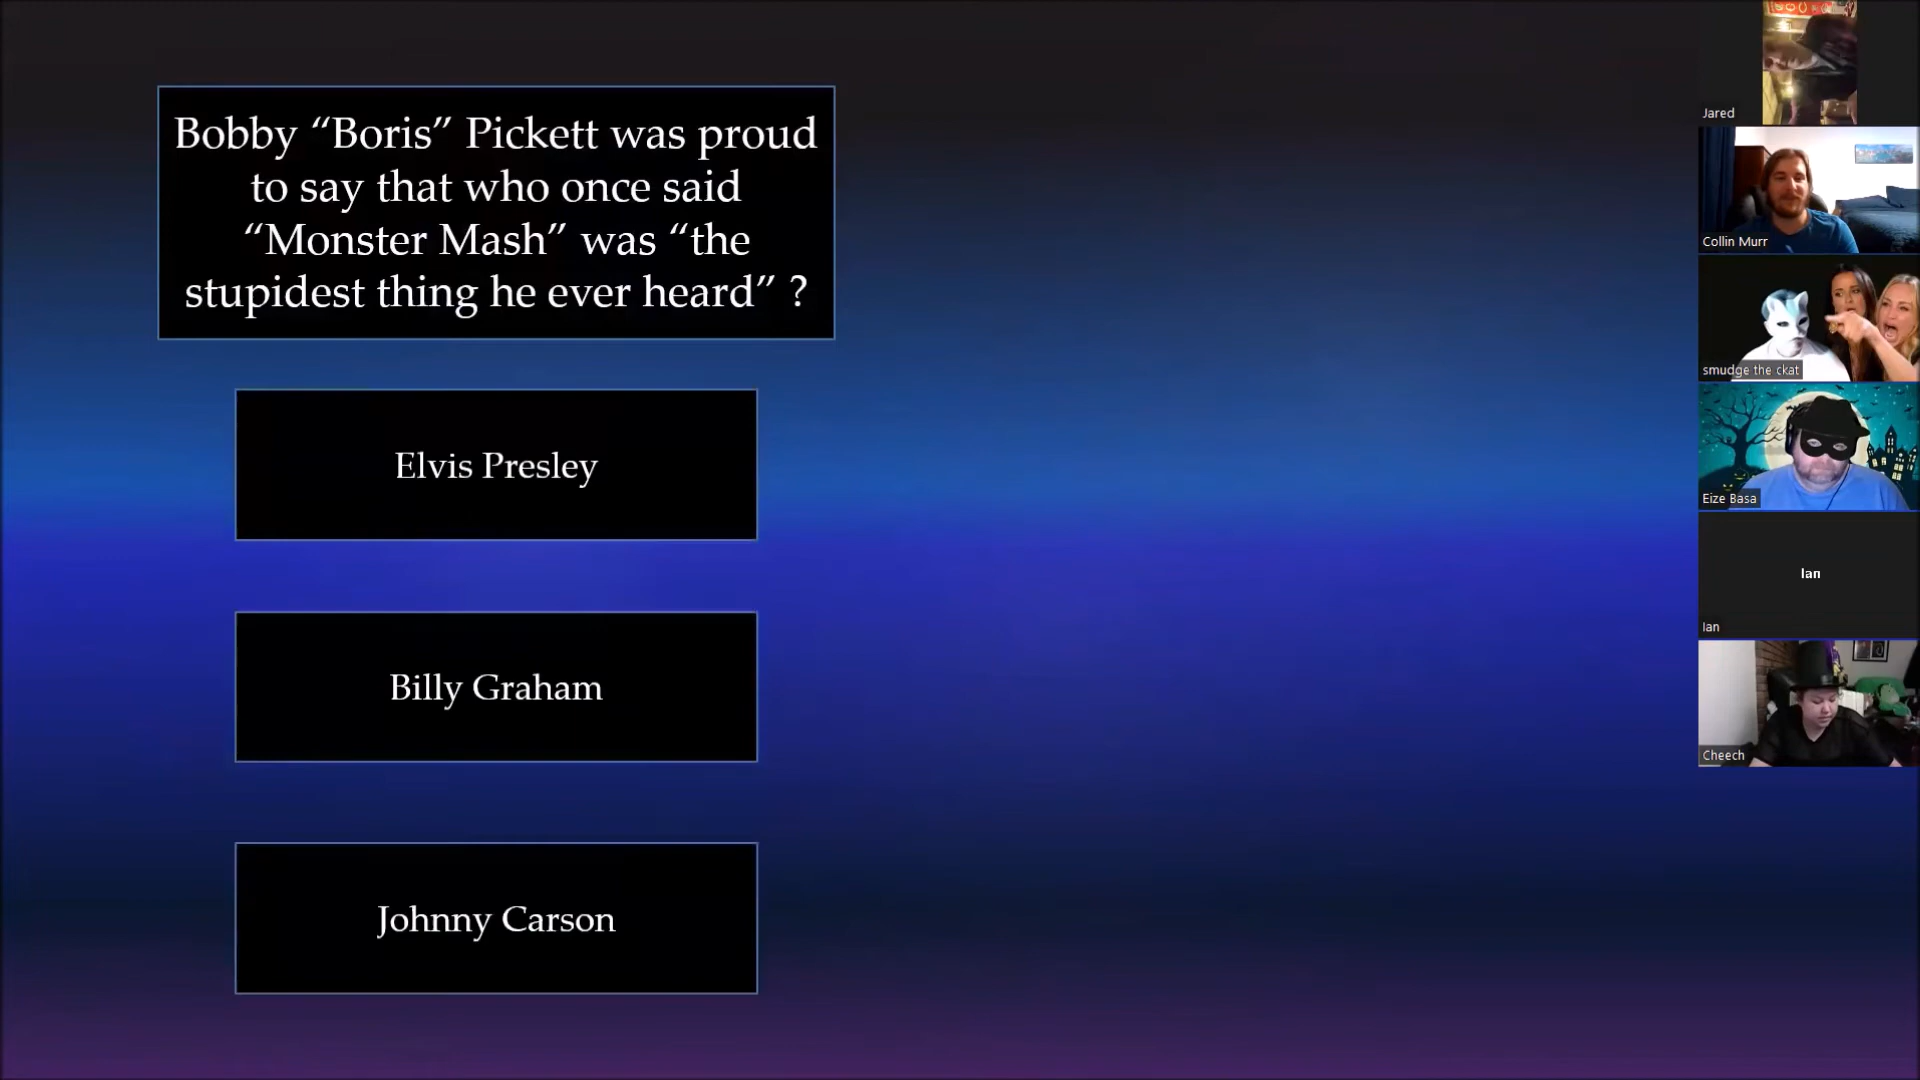 Bobby “Boris” Pickett was proud
to say that who once said
“Monster Mash” was “the
stupidest thing he ever heard” ?
Elvis Presley
Billy Graham
Johnny Carson
Jared
Collin Murr
smudge the ckat
Eize Basa
Ian
Ian
Cheech